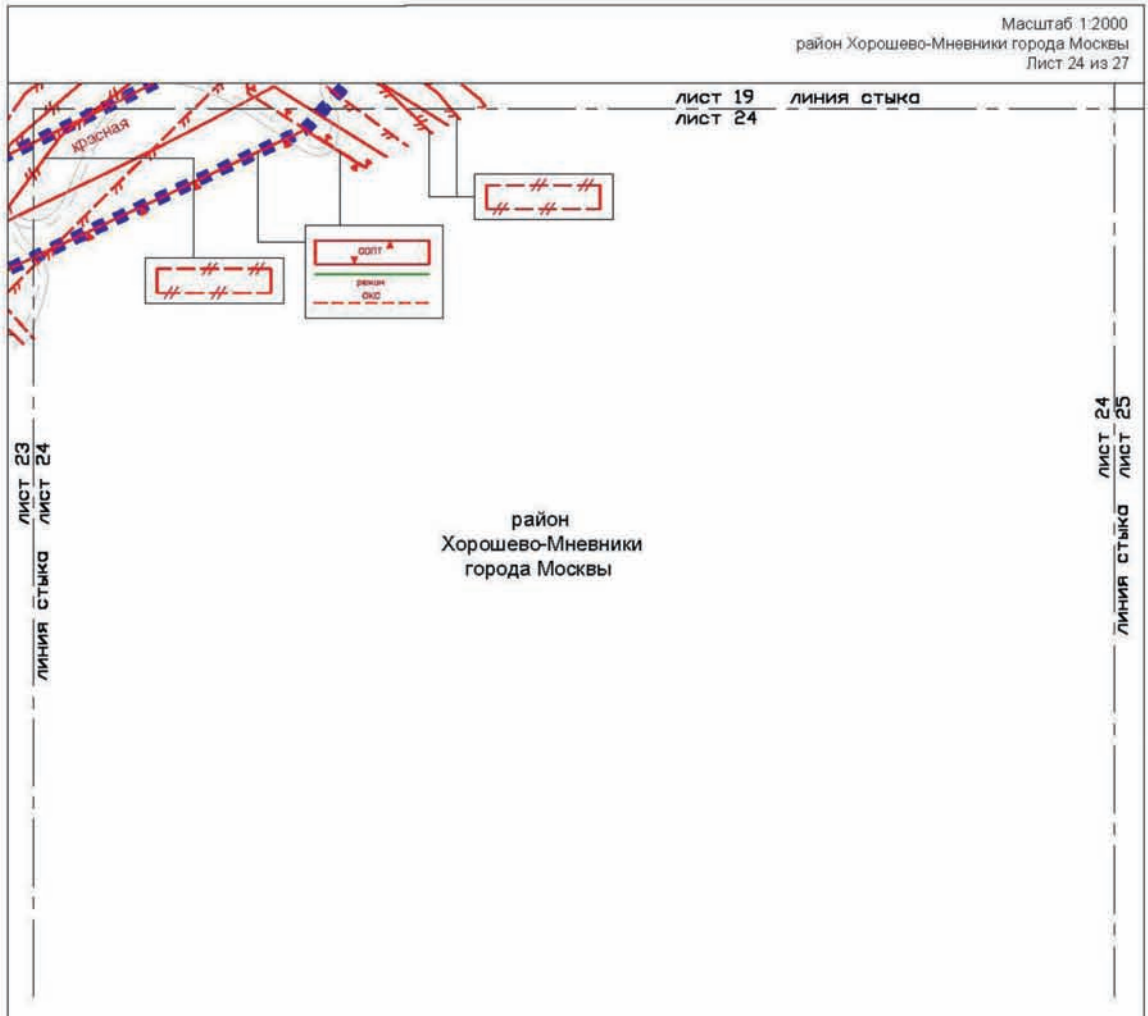 Масштаб 1:2000
район Хорошево-Мневники города Москвы
Лист 24 из 27
лист 19 линия стыка
лист 24
красная
сопт
режим
окс
лист 23
лист 24
линия стыка
район
Хорошево-Мневники
города Москвы
лист 24
лист 25
линия стыка